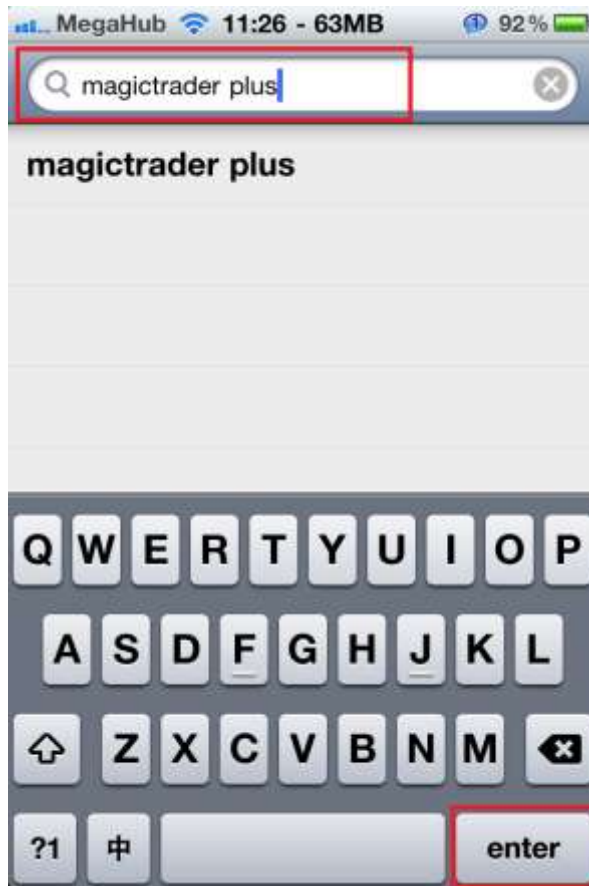 MegaHub 11:26 - 63MB 92%
magictrader plus
magictrader plus
Q W E R T Y U I O P
A S D F G H J K L
Z X C V B N M
?1 中 enter